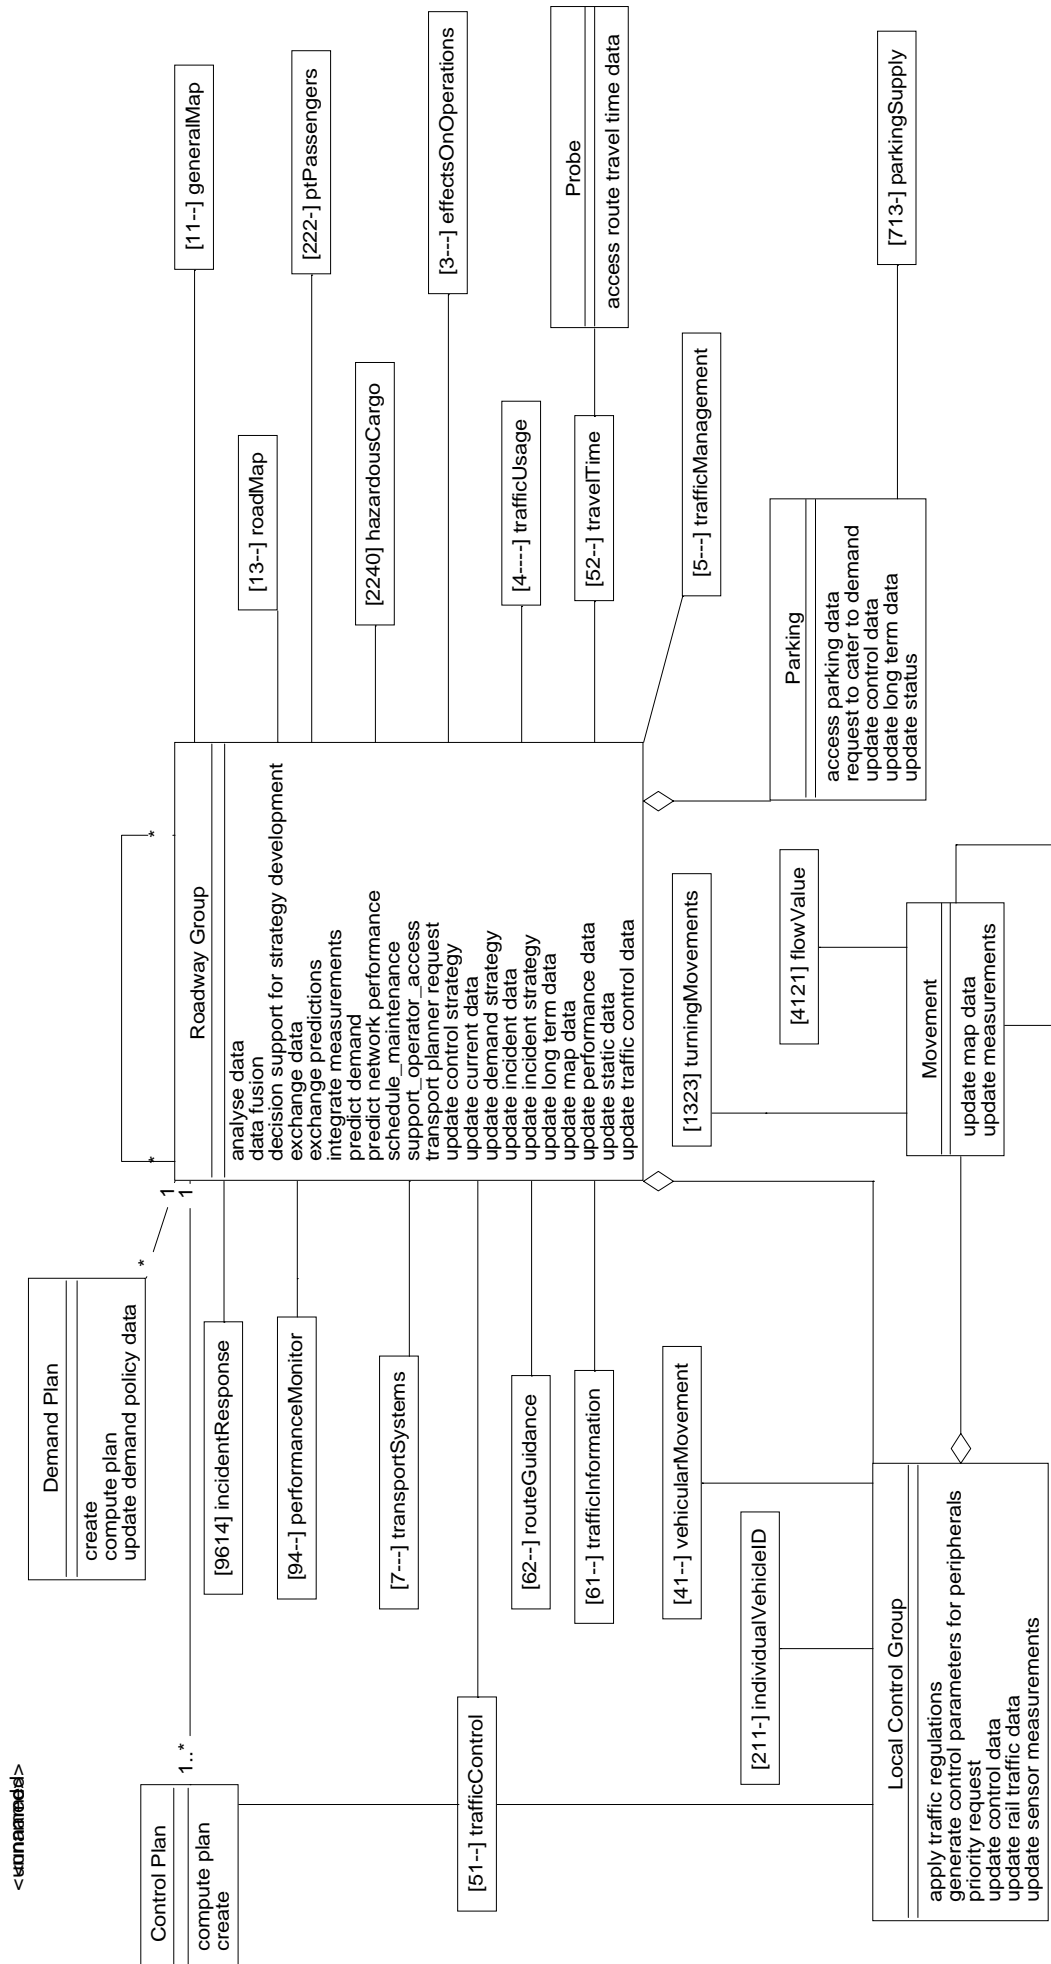 Control Plan
compute plan
create
1..*
Demand Plan
create
compute plan
update demand policy data
*
1
1
*
*
Roadway Group
analyse data
data fusion
decision support for strategy development
exchange data
exchange predictions
integrate measurements
predict demand
predict network performance
schedule_maintenance
support_operator_access
transport planner request
update control strategy
update current data
update demand strategy
update incident data
update incident strategy
update long term data
update map data
update performance data
update static data
update traffic control data
[9614] incidentResponse
[94--] performanceMonitor
[7---] transportSystems
[51--] trafficControl
[62--] routeGuidance
[61--] trafficInformation
[11--] generalMap
[13--] roadMap
[222-] ptPassengers
[2240] hazardousCargo
[3---] effectsOnOperations
[4----] trafficUsage
[52--] travelTime
Probe
access route travel time data
[5---] trafficManagement
[41--] vehicularMovement
[211-] individualVehicleID
[1323] turningMovements
[4121] flowValue
Parking
access parking data
request to cater to demand
update control data
update long term data
update status
[713-] parkingSupply
Local Control Group
apply traffic regulations
generate control parameters for peripherals
priority request
update control data
update rail traffic data
update sensor measurements
Movement
update map data
update measurements